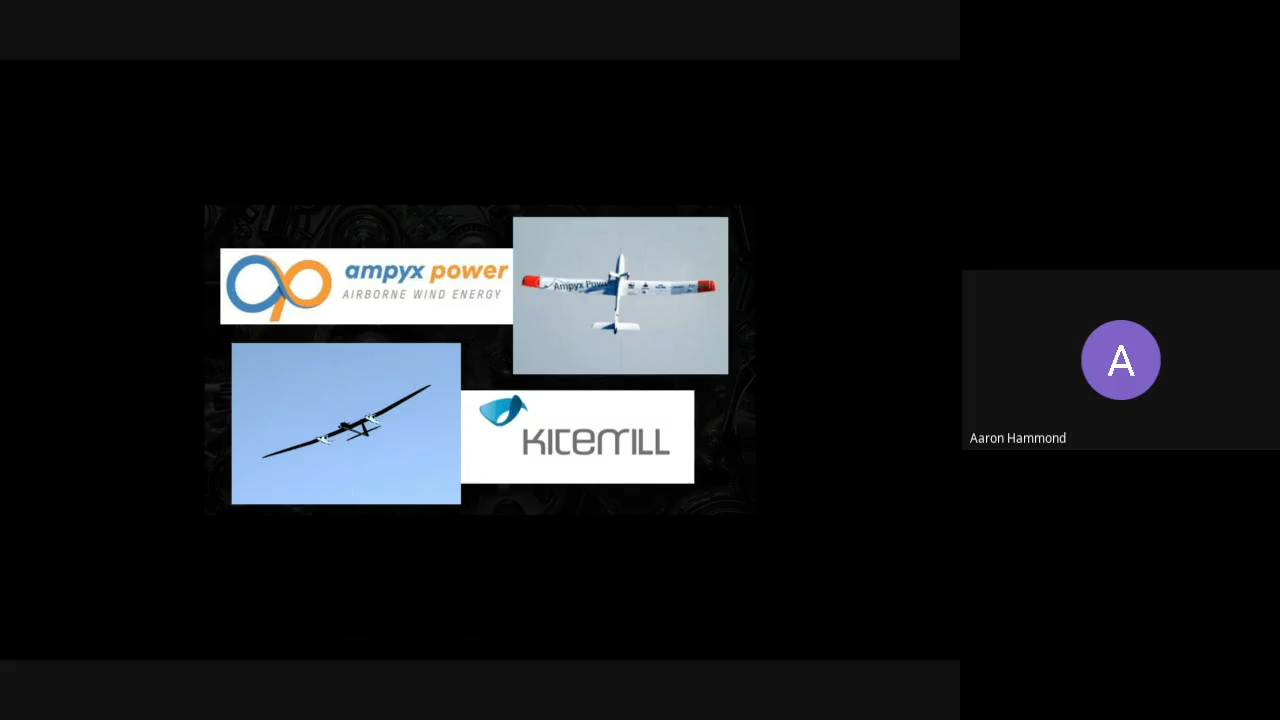 ampyx power
AIRBORNE WIND ENERGY
Ampyx Power
KITEMILL
A
Aaron Hammond